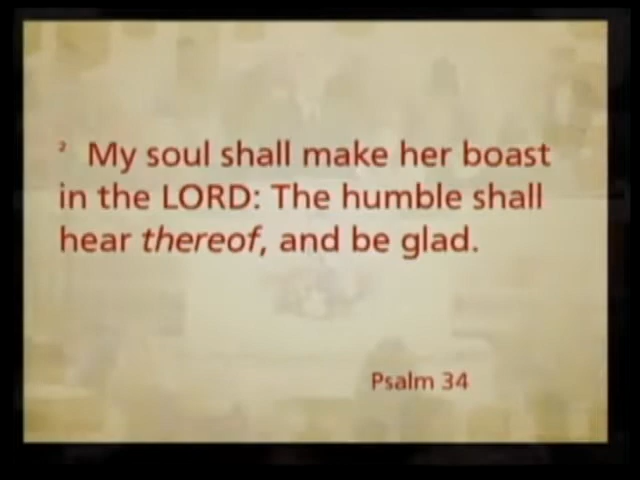 ² My soul shall make her boast
in the LORD: The humble shall
hear thereof, and be glad.
Psalm 34